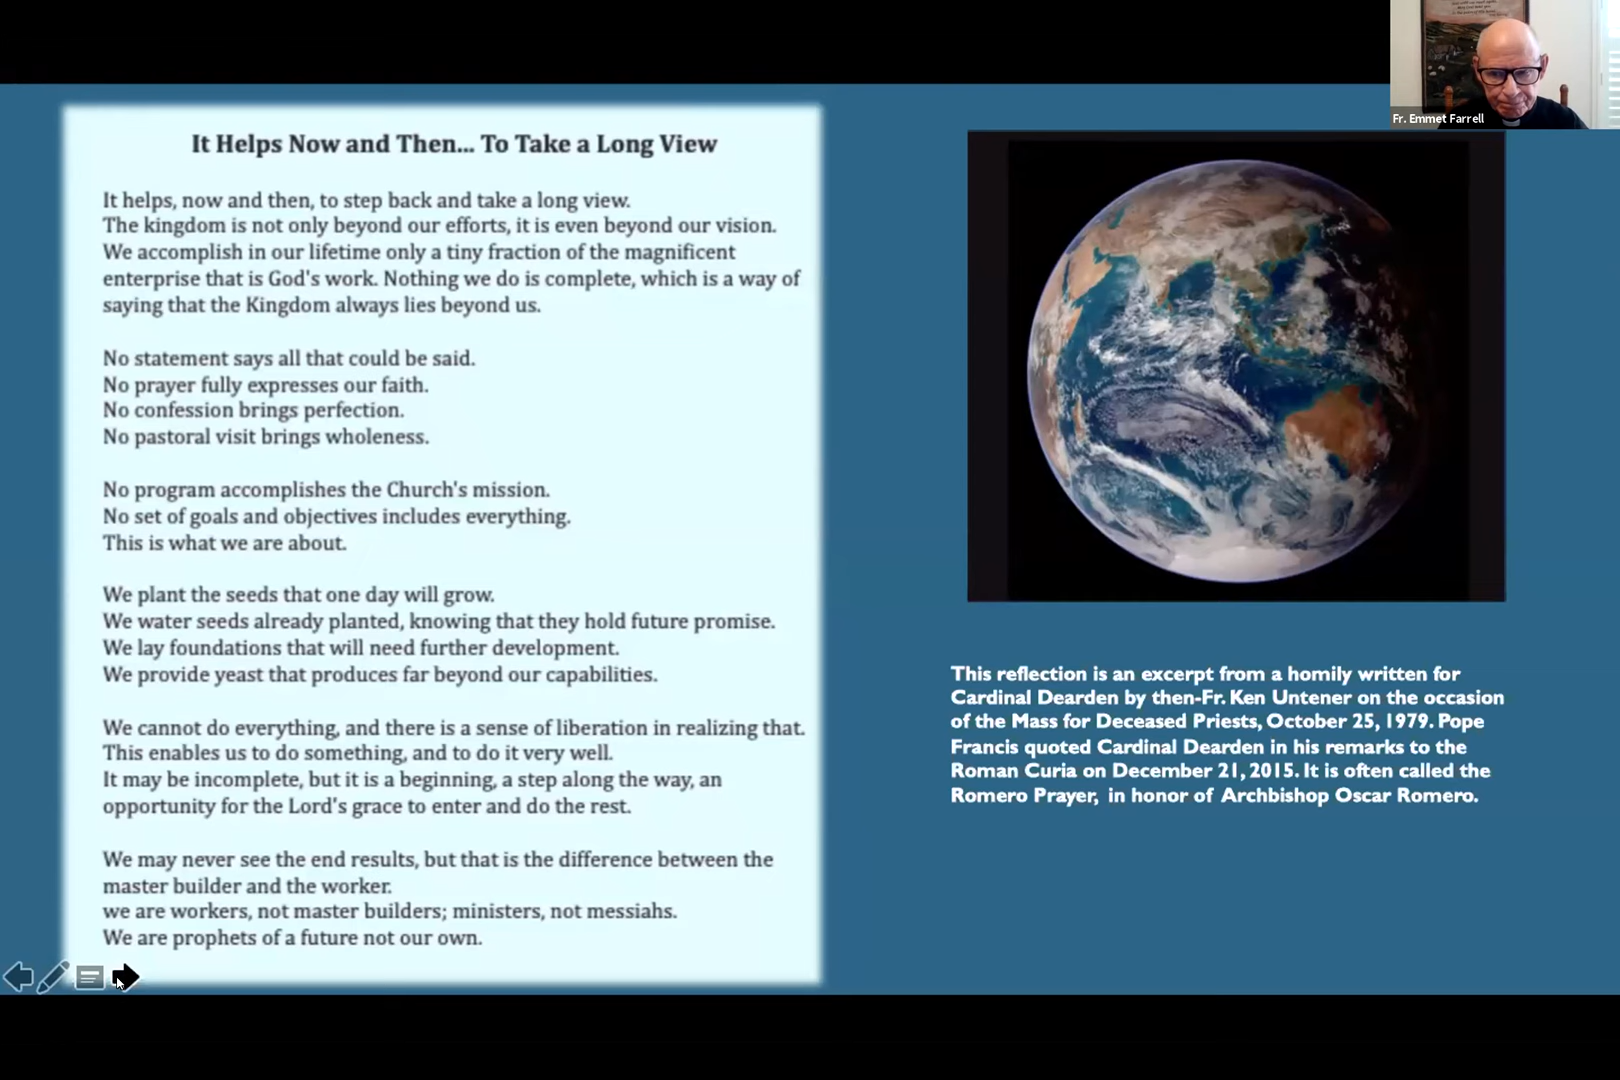 It Helps Now and Then... To Take a Long View
It helps, now and then, to step back and take a long view.
The kingdom is not only beyond our efforts, it is even beyond our vision.
We accomplish in our lifetime only a tiny fraction of the magnificent
enterprise that is God's work. Nothing we do is complete, which is a way of
saying that the Kingdom always lies beyond us.
No statement says all that could be said.
No prayer fully expresses our faith.
No confession brings perfection.
No pastoral visit brings wholeness.
No program accomplishes the Church's mission.
No set of goals and objectives includes everything.
This is what we are about.
We plant the seeds that one day will grow.
We water seeds already planted, knowing that they hold future promise.
We lay foundations that will need further development.
We provide yeast that produces far beyond our capabilities.
We cannot do everything, and there is a sense of liberation in realizing that.
This enables us to do something, and to do it very well.
It may be incomplete, but it is a beginning, a step along the way, an
opportunity for the Lord's grace to enter and do the rest.
We may never see the end results, but that is the difference between the
master builder and the worker.
we are workers, not master builders; ministers, not messiahs.
We are prophets of a future not our own.
Fr. Emmet Farrell
This reflection is an excerpt from a homily written for
Cardinal Dearden by then-Fr. Ken Untener on the occasion
of the Mass for Deceased Priests, October 25, 1979. Pope
Francis quoted Cardinal Dearden in his remarks to the
Roman Curia on December 21, 2015. It is often called the
Romero Prayer, in honor of Archbishop Oscar Romero.